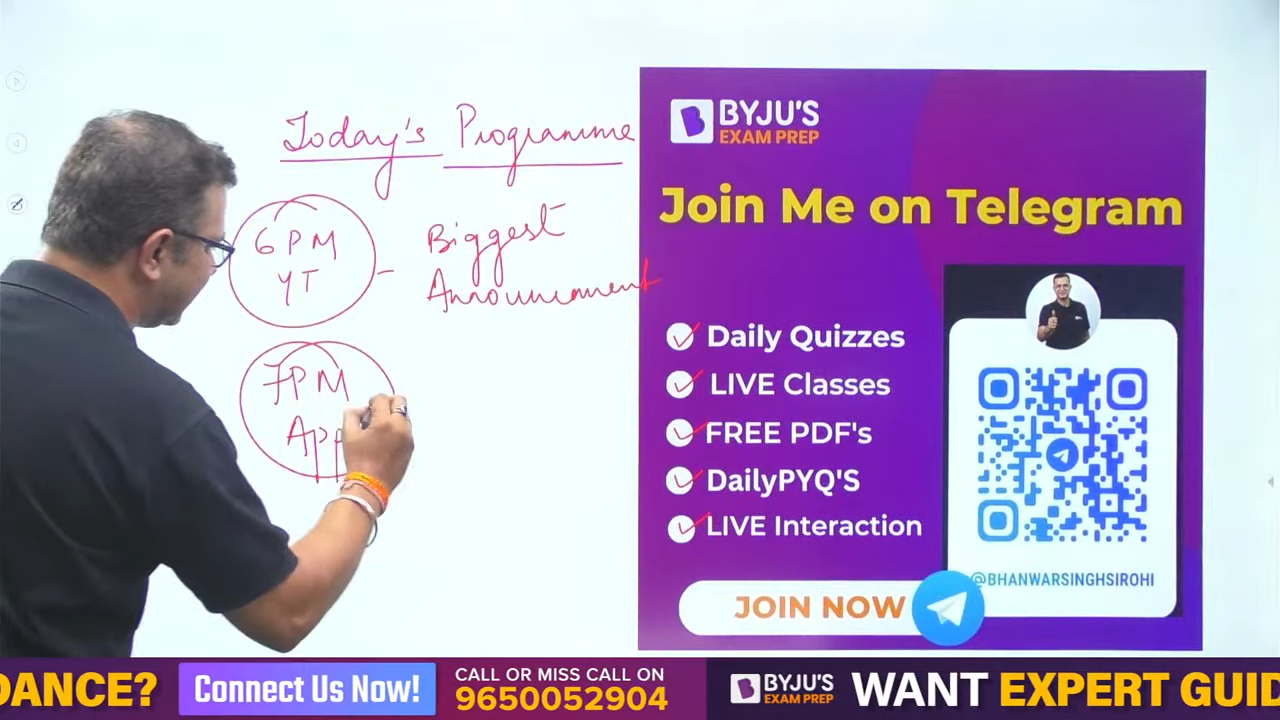 Today's Programme
6 PM
YT
- Biggest
Announcement
7PM
App
BYJU'S
EXAM PREP
Join Me on Telegram
Daily Quizzes
LIVE Classes
FREE PDF's
DailyPYQ'S
LIVE Interaction
@BHANWARSINGHSIROHI
JOIN NOW
DANCE?
Connect Us Now!
CALL OR MISS CALL ON
9650052904
BYJU'S
EXAM PREP
WANT EXPERT GUID